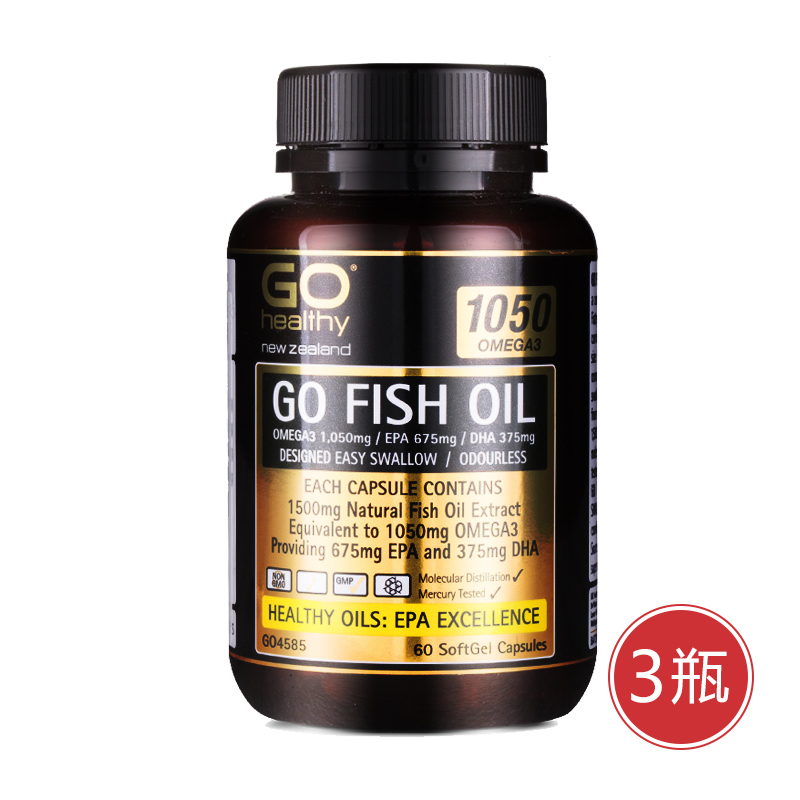 GO®
healthy
new zealand
1050
OMEGA3
GO FISH OIL
OMEGA3 1,050mg / EPA 675mg / DHA 375mg
DESIGNED EASY SWALLOW / ODOURLESS
EACH CAPSULE CONTAINS
1500mg Natural Fish Oil Extract
Equivalent to 1050mg OMEGA3
Providing 675mg EPA and 375mg DHA
NON GMO
GMP
Molecular Distillation ✓
Mercury Tested ✓
HEALTHY OILS: EPA EXCELLENCE
GO4585
60 SoftGel Capsules
3瓶